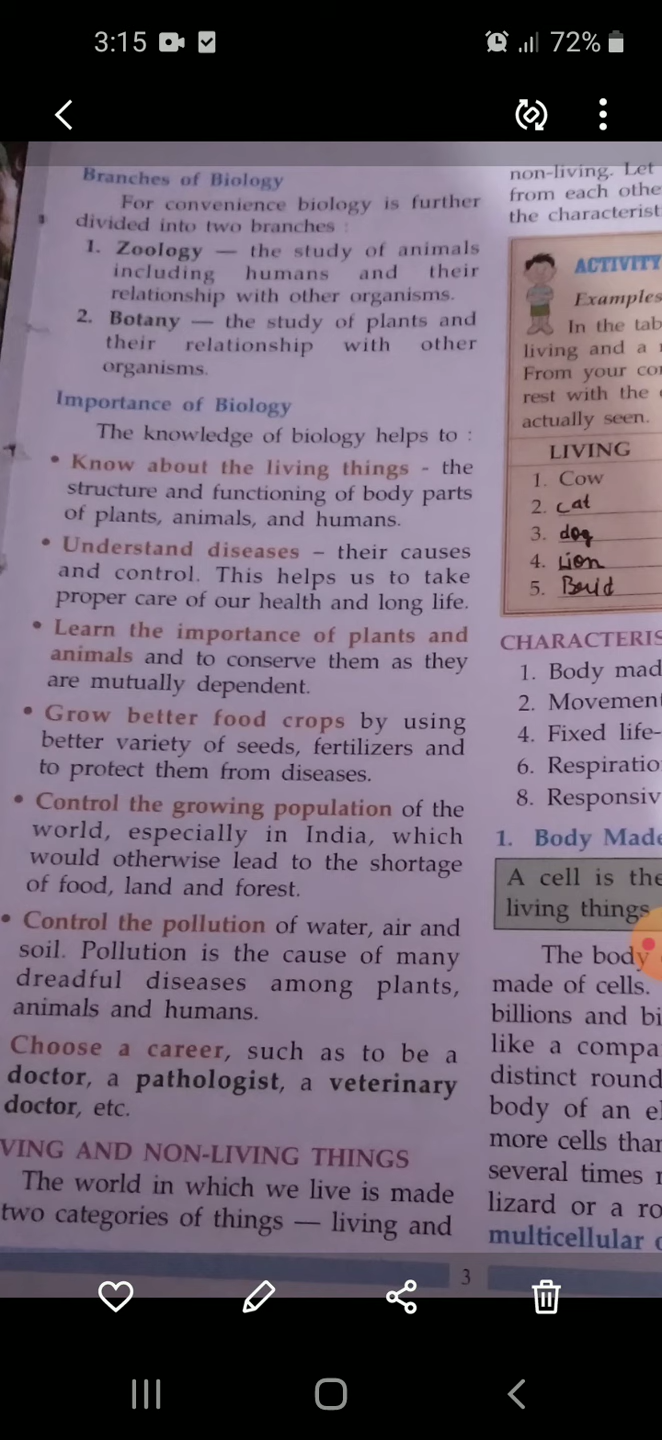 3:15
72%
Branches of Biology
For convenience biology is further
divided into two branches :
1. Zoology — the study of animals
including humans and their
relationship with other organisms.
2. Botany — the study of plants and
their relationship with other
organisms.
Importance of Biology
The knowledge of biology helps to :
• Know about the living things - the
structure and functioning of body parts
of plants, animals, and humans.
• Understand diseases – their causes
and control. This helps us to take
proper care of our health and long life.
• Learn the importance of plants and
animals and to conserve them as they
are mutually dependent.
• Grow better food crops by using
better variety of seeds, fertilizers and
to protect them from diseases.
• Control the growing population of the
world, especially in India, which
would otherwise lead to the shortage
of food, land and forest.
• Control the pollution of water, air and
soil. Pollution is the cause of many
dreadful diseases among plants,
animals and humans.
Choose a career, such as to be a
doctor, a pathologist, a veterinary
doctor, etc.
VING AND NON-LIVING THINGS
The world in which we live is made
two categories of things — living and
3
non-living. Let
from each othe
the characterist
ACTIVITY
Examples
In the tab
living and a
From your co
rest with the
actually seen.
LIVING
1. Cow
2. cat
3. dog
4. Lion
5.
CHARACTERIS
1. Body mad
2. Movement
4. Fixed life-
6. Respiratio
8. Responsiv
1. Body Made
A cell is the
living things
The body
made of cells.
billions and bi
like a compa
distinct round
body of an el
more cells than
several times
lizard or a ro
multicellular